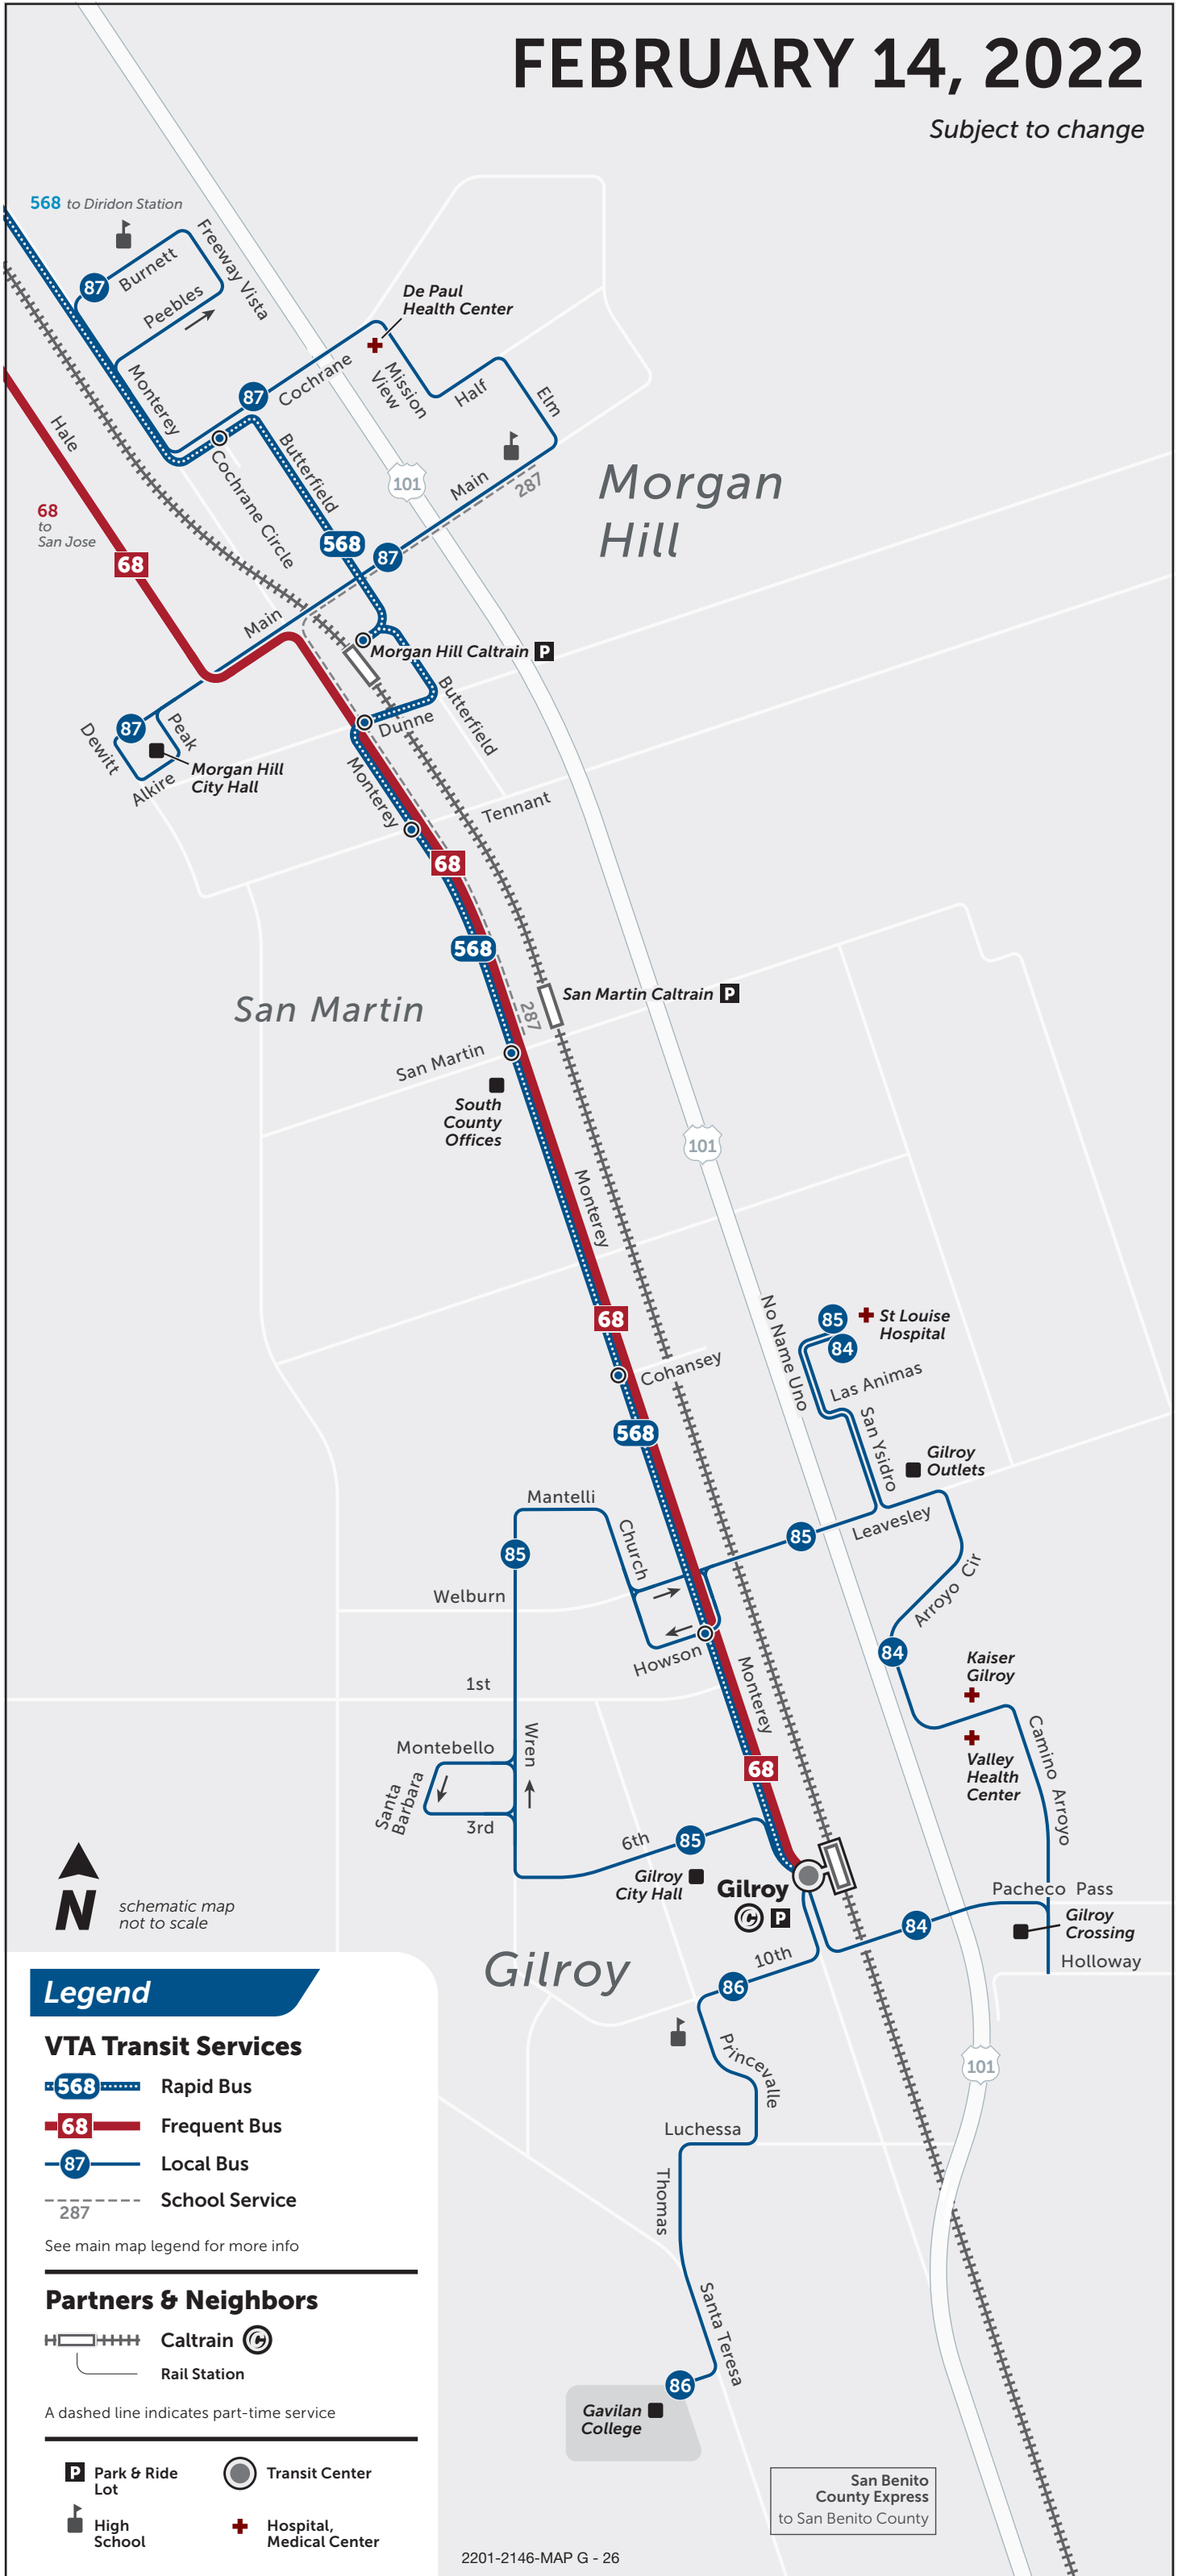 FEBRUARY 14, 2022
Subject to change
568 to Diridon Station
Freeway Vista
87
Burnett
Peebles
De Paul
Health Center
Monterey
87
Cochrane
Mission
View
Half
Elm
Hale
Cochrane Circle
Butterfield
101
Main
287
Morgan
Hill
68
to
San Jose
68
568
87
Main
Morgan Hill Caltrain P
Butterfield
Dunne
87
Peak
Dewitt
Alkire
Morgan Hill
City Hall
Monterey
Tennant
68
568
San Martin
287
San Martin Caltrain P
San Martin
South
County
Offices
101
Monterey
No Name Uno
68
85
84
St Louise
Hospital
Cohansey
Las Animas
568
San Ysidro
Gilroy
Outlets
Mantelli
Church
85
85
Leavesley
Welburn
Arroyo Cir
Howson
84
Kaiser
Gilroy
1st
Monterey
Wren
Montebello
Santa
Barbara
3rd
68
Valley
Health
Center
Camino Arroyo
6th
85
Gilroy
City Hall
Gilroy
C P
Pacheco Pass
84
Gilroy
Crossing
Holloway
N
schematic map
not to scale
Gilroy
10th
86
Princevalle
101
Luchessa
Thomas
Santa Teresa
86
Gavilan
College
San Benito
County Express
to San Benito County
Legend
VTA Transit Services
568 Rapid Bus
68 Frequent Bus
87 Local Bus
287 School Service
See main map legend for more info
Partners & Neighbors
Caltrain C
Rail Station
A dashed line indicates part-time service
P Park & Ride
Lot
Transit Center
High
School
Hospital,
Medical Center
2201-2146-MAP G - 26